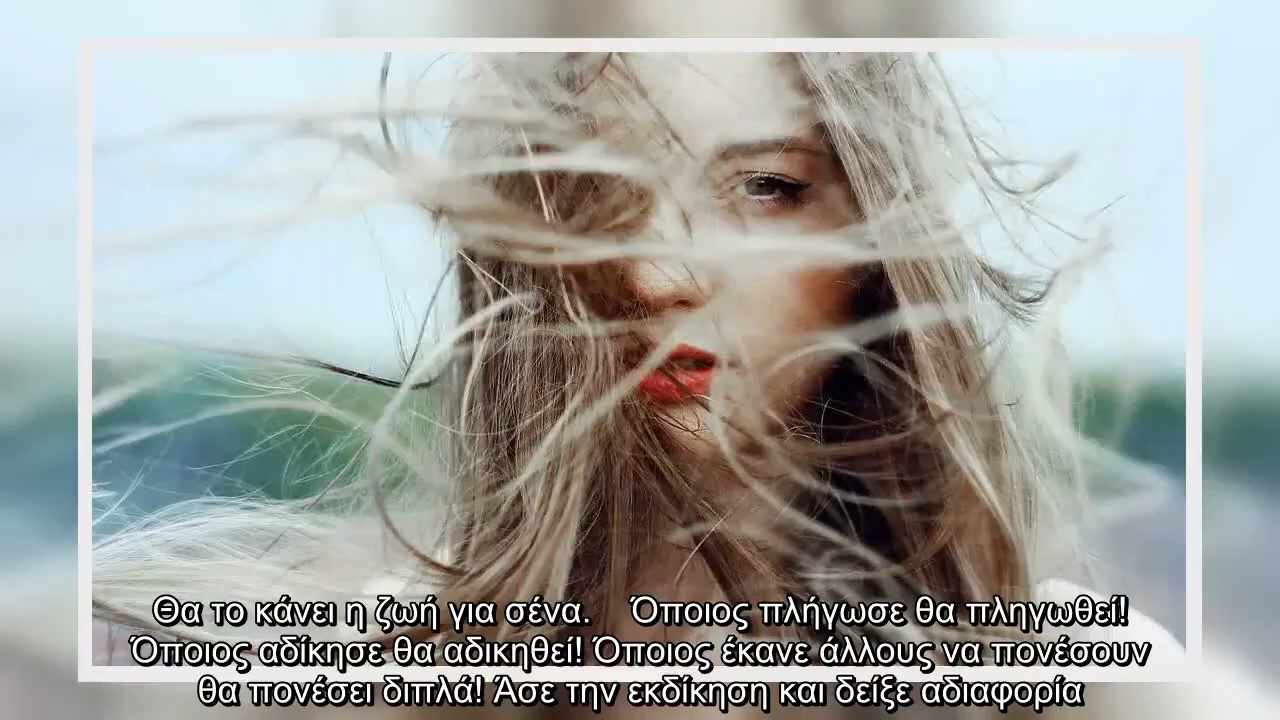 Θα το κάνει η ζωή για σένα. Όποιος πλήγωσε θα πληγωθεί!
Όποιος αδίκησε θα αδικηθεί! Όποιος έκανε άλλους να πονέσουν
θα πονέσει διπλά! Άσε την εκδίκηση και δείξε αδιαφορία